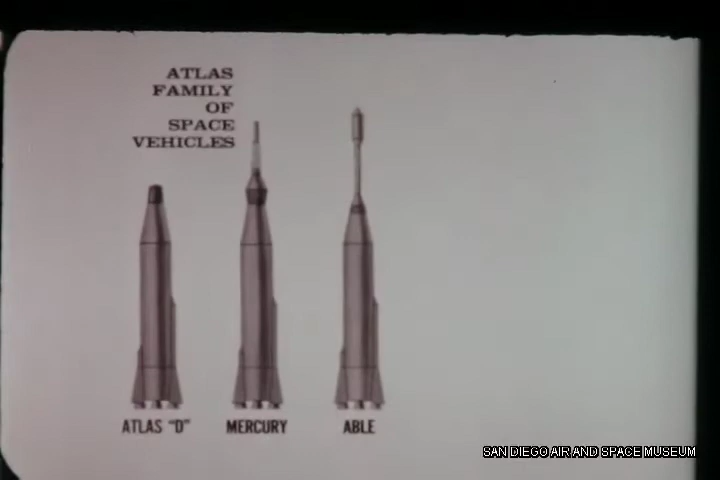 ATLAS
FAMILY
OF
SPACE
VEHICLES
ATLAS "D"
MERCURY
ABLE
SAN DIEGO AIR AND SPACE MUSEUM